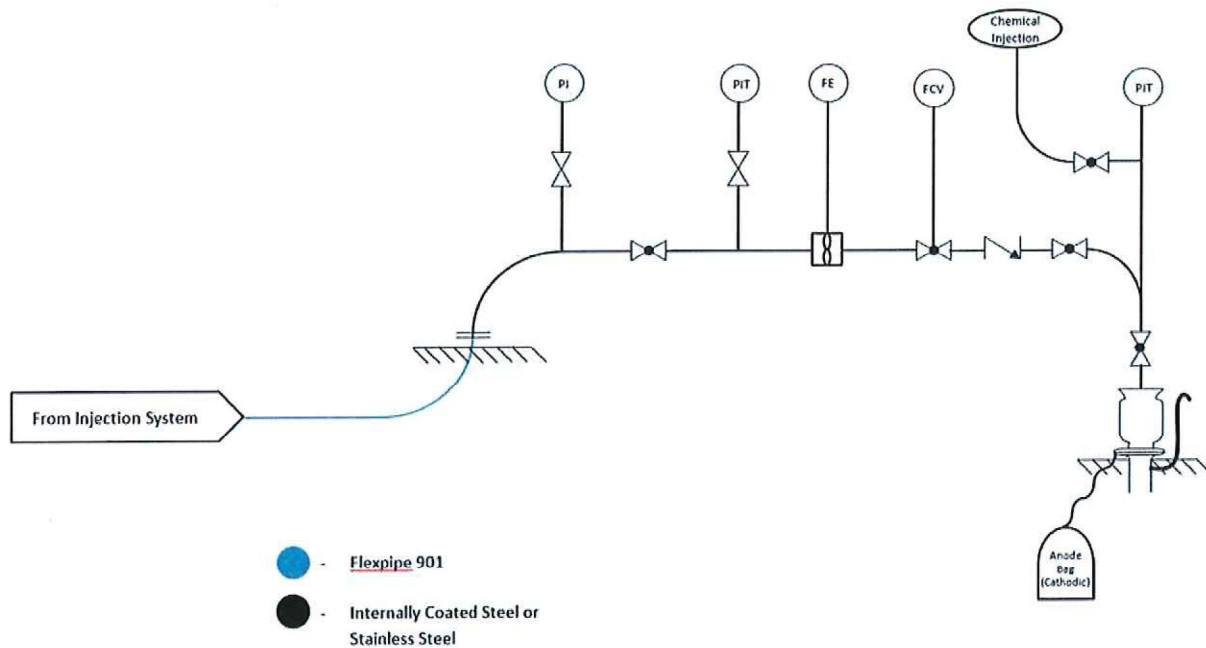 Chemical
Injection
PI
PIT
FE
FCV
PIT
From Injection System
Anode
Bag
(Cathodic)
- Flexpipe 901
- Internally Coated Steel or
Stainless Steel